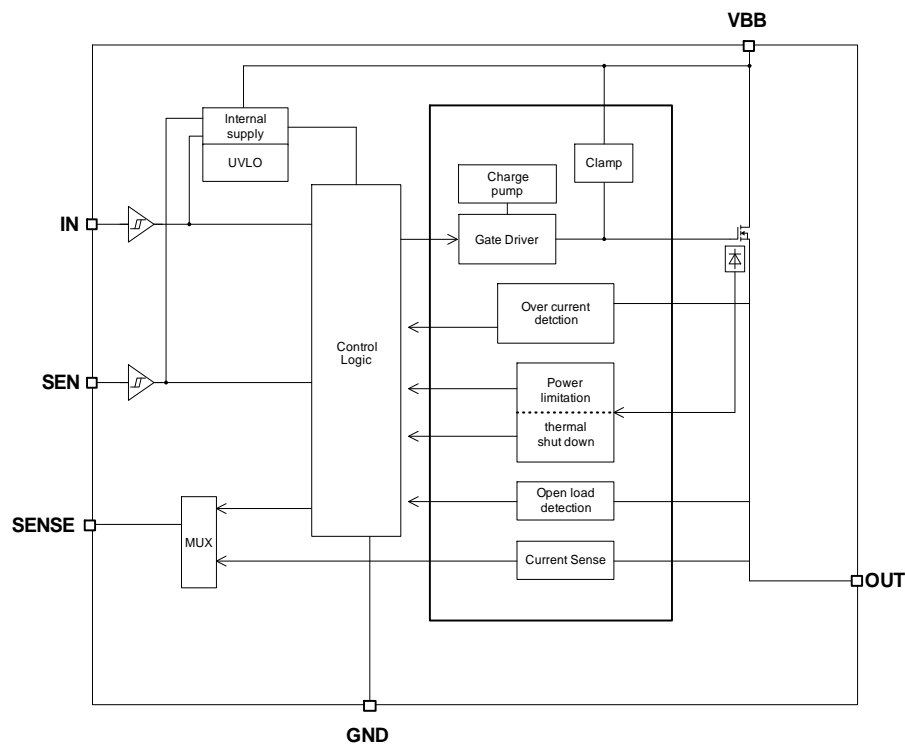 VBB
Internal
supply
UVLO
Clamp
Charge
pump
IN
Gate Driver
Over current
detction
Control
Logic
SEN
Power
limitation
thermal
shut down
Open load
detection
SENSE
MUX
Current Sense
OUT
GND